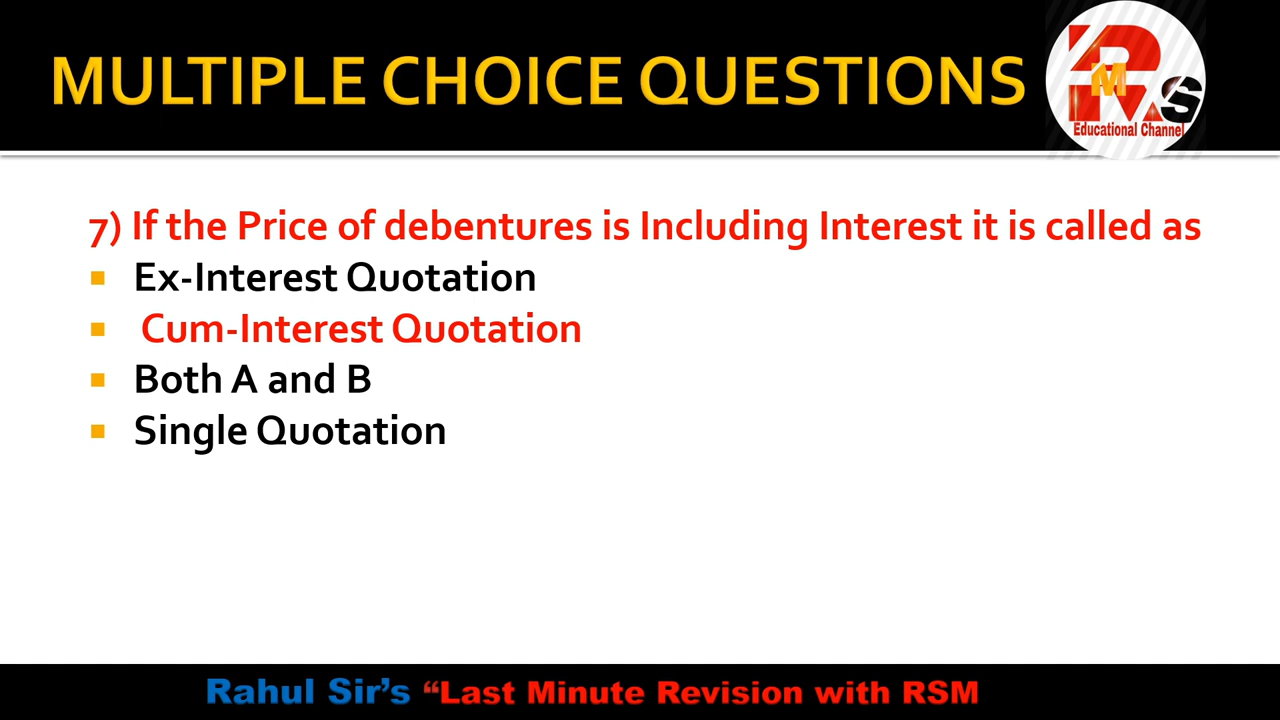 MULTIPLE CHOICE QUESTIONS
RMS
Educational Channel
7) If the Price of debentures is Including Interest it is called as
Ex-Interest Quotation
Cum-Interest Quotation
Both A and B
Single Quotation
Rahul Sir's “Last Minute Revision with RSM